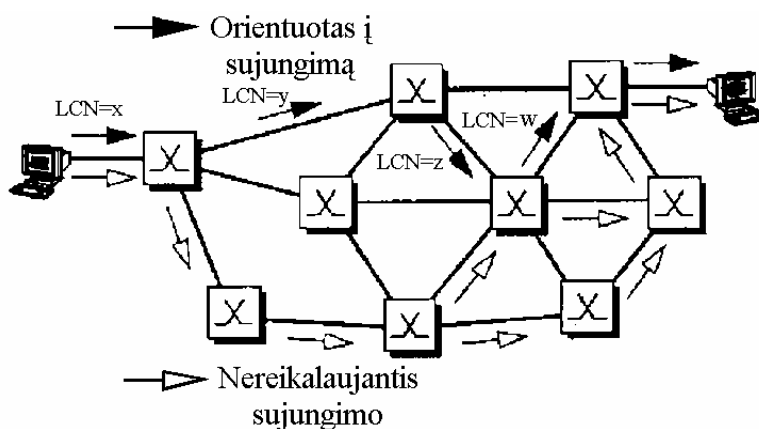 Orientuotas į
sujungimą
LCN=x
LCN=y
LCN=z
LCN=w
Nereikalaujantis
sujungimo